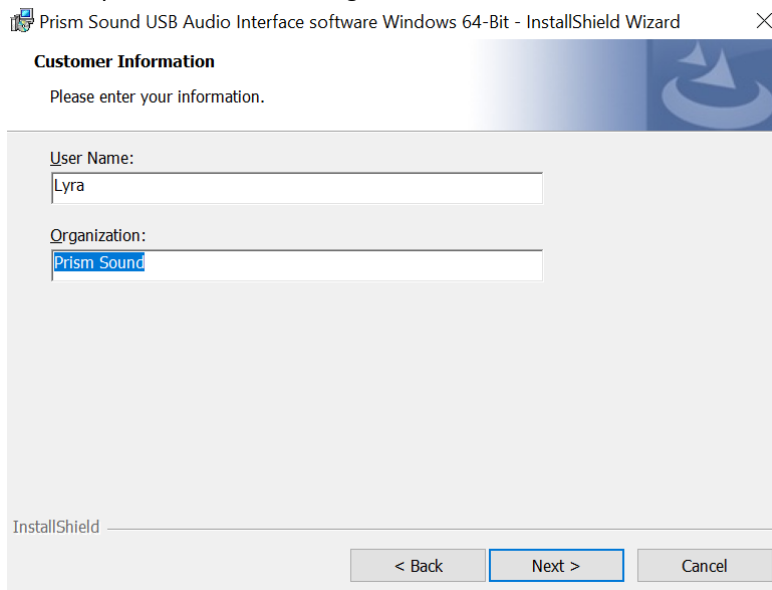 Prism Sound USB Audio Interface software Windows 64-Bit - InstallShield Wizard
Customer Information
Please enter your information.
User Name:
Lyra
Organization:
Prism Sound
InstallShield
< Back Next > Cancel